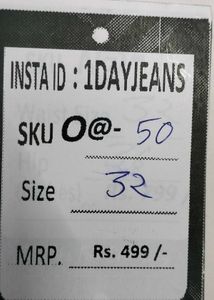 INSTA ID : 1DAYJEANS
SKU O@- 50
Size 32
MRP. Rs. 499 /-